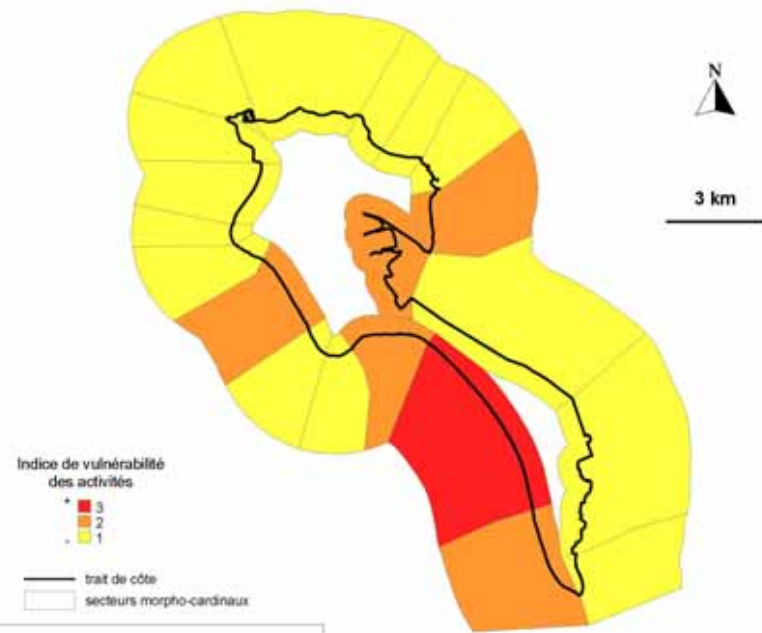 N
3 km
Indice de vulnérabilité
des activités
+ 3
2
- 1
trait de côte
secteurs morpho-cardinaux